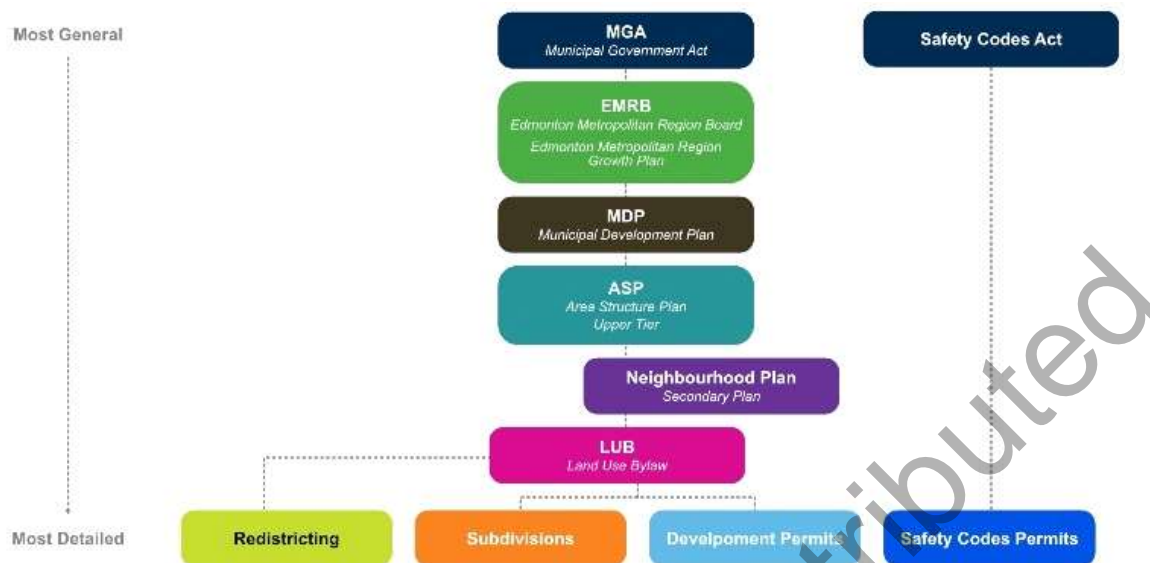 Most General
MGA
Municipal Government Act
Safety Codes Act
EMRB
Edmonton Metropolitan Region Board
Edmonton Metropolitan Region
Growth Plan
MDP
Municipal Development Plan
ASP
Area Structure Plan
Upper Tier
Neighbourhood Plan
Secondary Plan
LUB
Land Use Bylaw
Most Detailed
Redistricting
Subdivisions
Develpoment Permits
Safety Codes Permits
tributed